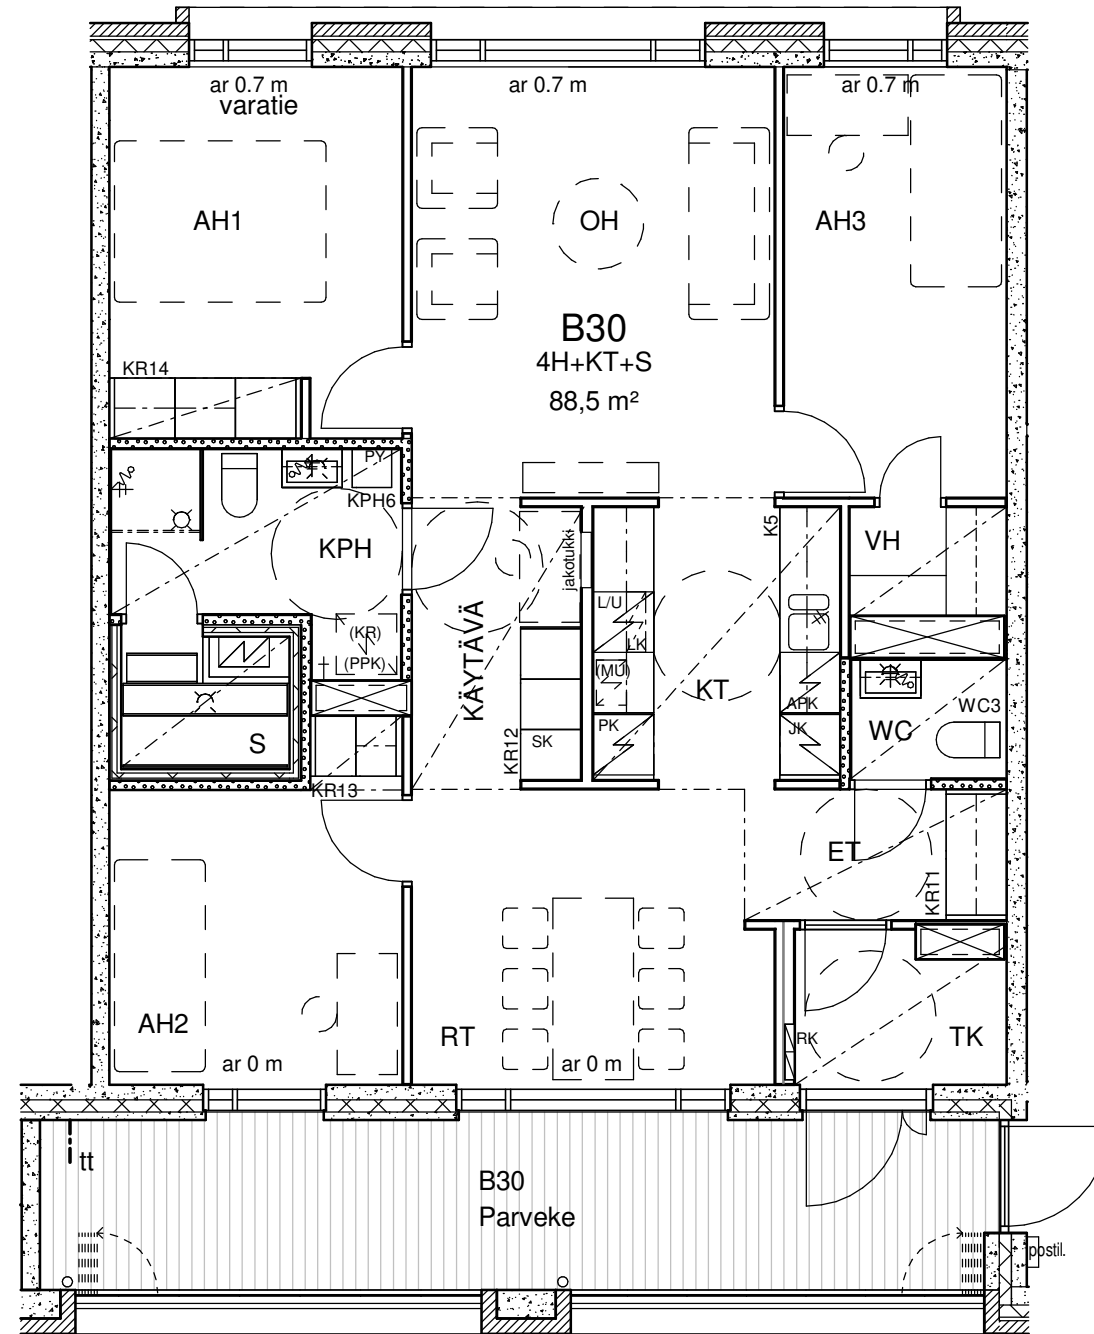 ar 0.7 m
varatie
ar 0.7 m
ar 0.7 m
AH1
OH
AH3
B30
4H+KT+S
88,5 m²
KR14
PY
KPH6
KPH
jakotukki
K5
VH
L/U
LK
(KR)
(PPK)
(MU)
KÄYTÄVÄ
KT
APK
WC3
WC
S
KR12
SK
PK
JK
KR13
ET
KR11
AH2
RT
RK
TK
ar 0 m
ar 0 m
tt
B30
Parveke
postil.